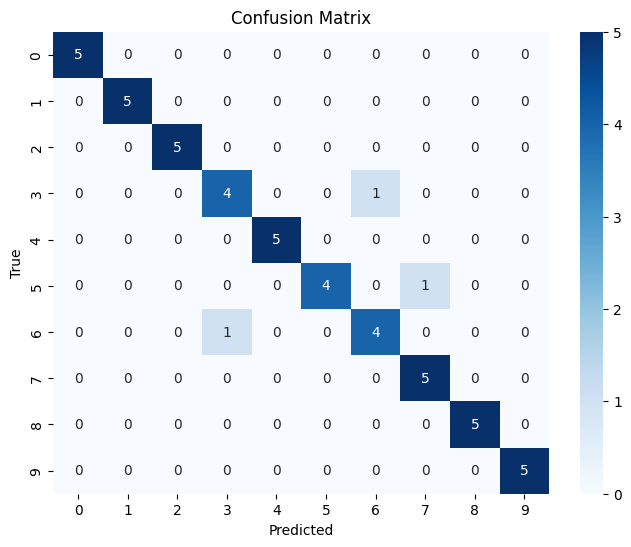 Confusion Matrix
0 5 0 0 0 0 0 0 0 0 0
1 0 5 0 0 0 0 0 0 0 0
2 0 0 5 0 0 0 0 0 0 0
3 0 0 0 4 0 0 1 0 0 0
4 0 0 0 0 5 0 0 0 0 0
5 0 0 0 0 0 4 0 1 0 0
6 0 0 0 1 0 0 4 0 0 0
7 0 0 0 0 0 0 0 5 0 0
8 0 0 0 0 0 0 0 0 5 0
9 0 0 0 0 0 0 0 0 0 5
0 1 2 3 4 5 6 7 8 9
Predicted
True
5
4
3
2
1
0